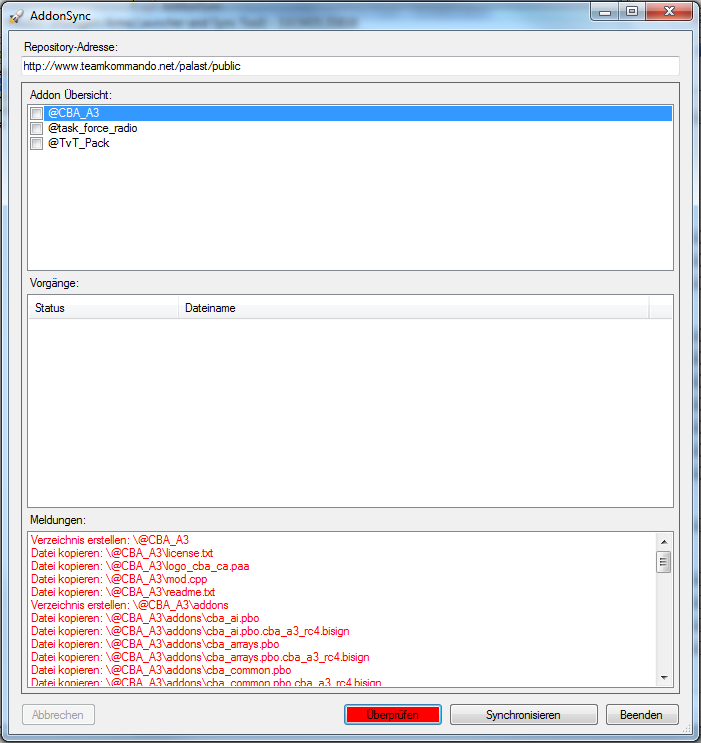 AddonSync
Repository-Adresse:
http://www.teamkommando.net/palast/public
Addon Übersicht:
@CBA_A3
@task_force_radio
@TvT_Pack
Vorgänge:
Status Dateiname
Meldungen:
Verzeichnis erstellen: \@CBA_A3
Datei kopieren: \@CBA_A3\license.txt
Datei kopieren: \@CBA_A3\logo_cba_ca.paa
Datei kopieren: \@CBA_A3\mod.cpp
Datei kopieren: \@CBA_A3\readme.txt
Verzeichnis erstellen: \@CBA_A3\addons
Datei kopieren: \@CBA_A3\addons\cba_ai.pbo
Datei kopieren: \@CBA_A3\addons\cba_ai.pbo.cba_a3_rc4.bisign
Datei kopieren: \@CBA_A3\addons\cba_arrays.pbo
Datei kopieren: \@CBA_A3\addons\cba_arrays.pbo.cba_a3_rc4.bisign
Datei kopieren: \@CBA_A3\addons\cba_common.pbo
Datei kopieren: \@CBA_A3\addons\cba_common.pbo.cba_a3_rc4.bisign
Abbrechen Überprüfen Synchronisieren Beenden